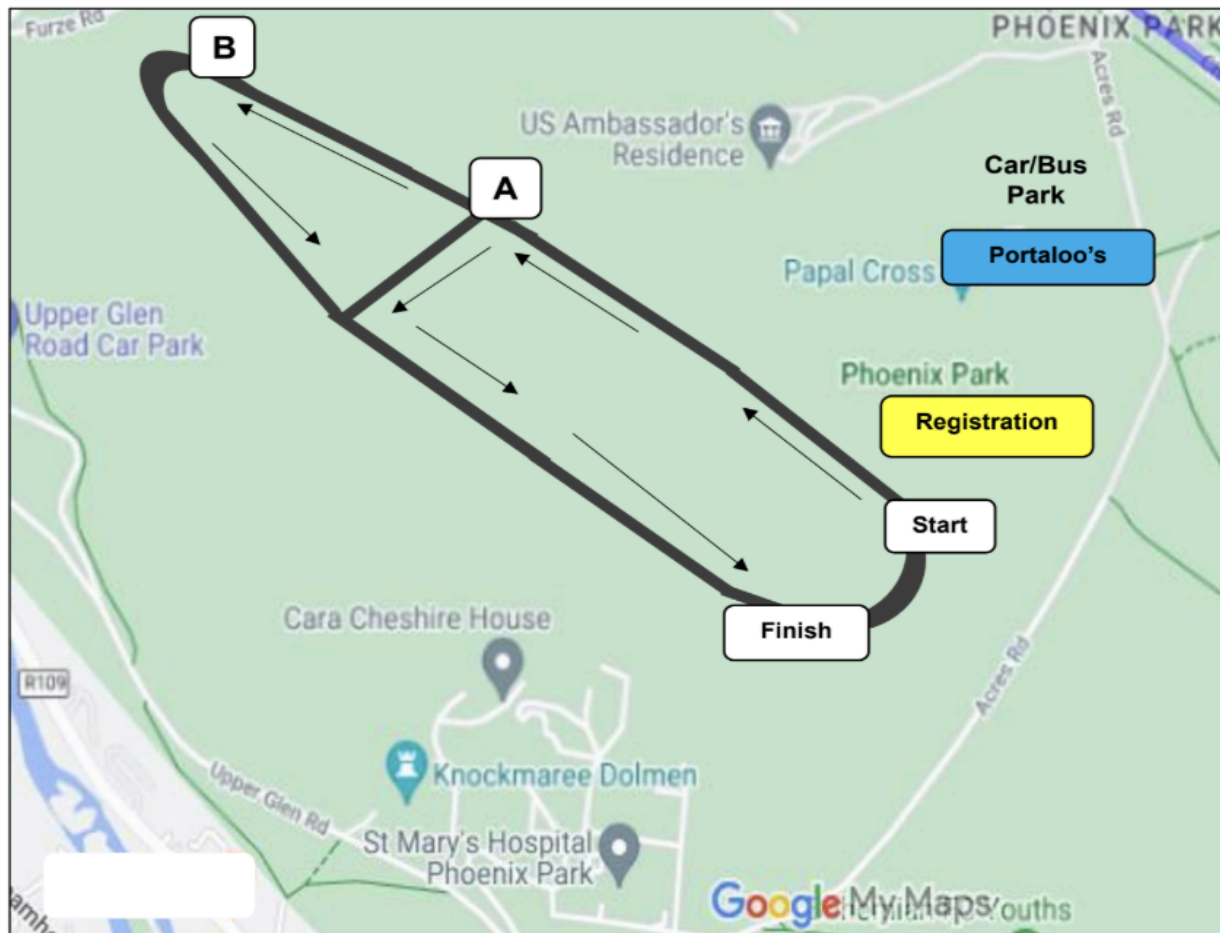 Furze Rd
B
PHOENIX PARK
Acres Rd
US Ambassador's
Residence
A
Car/Bus
Park
Portaloo's
Papal Cross
Upper Glen
Road Car Park
Phoenix Park
Registration
Start
Finish
Cara Cheshire House
Acres Rd
R109
Knockmaree Dolmen
Upper Glen Rd
St Mary's Hospital
Phoenix Park
Google My Maps
Youths